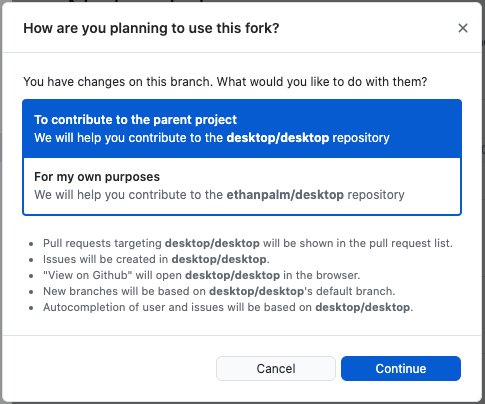 How are you planning to use this fork?
You have changes on this branch. What would you like to do with them?
To contribute to the parent project
We will help you contribute to the desktop/desktop repository
For my own purposes
We will help you contribute to the ethanpalm/desktop repository
• Pull requests targeting desktop/desktop will be shown in the pull request list.
• Issues will be created in desktop/desktop.
• "View on Github" will open desktop/desktop in the browser.
• New branches will be based on desktop/desktop's default branch.
• Autocompletion of user and issues will be based on desktop/desktop.
Cancel
Continue